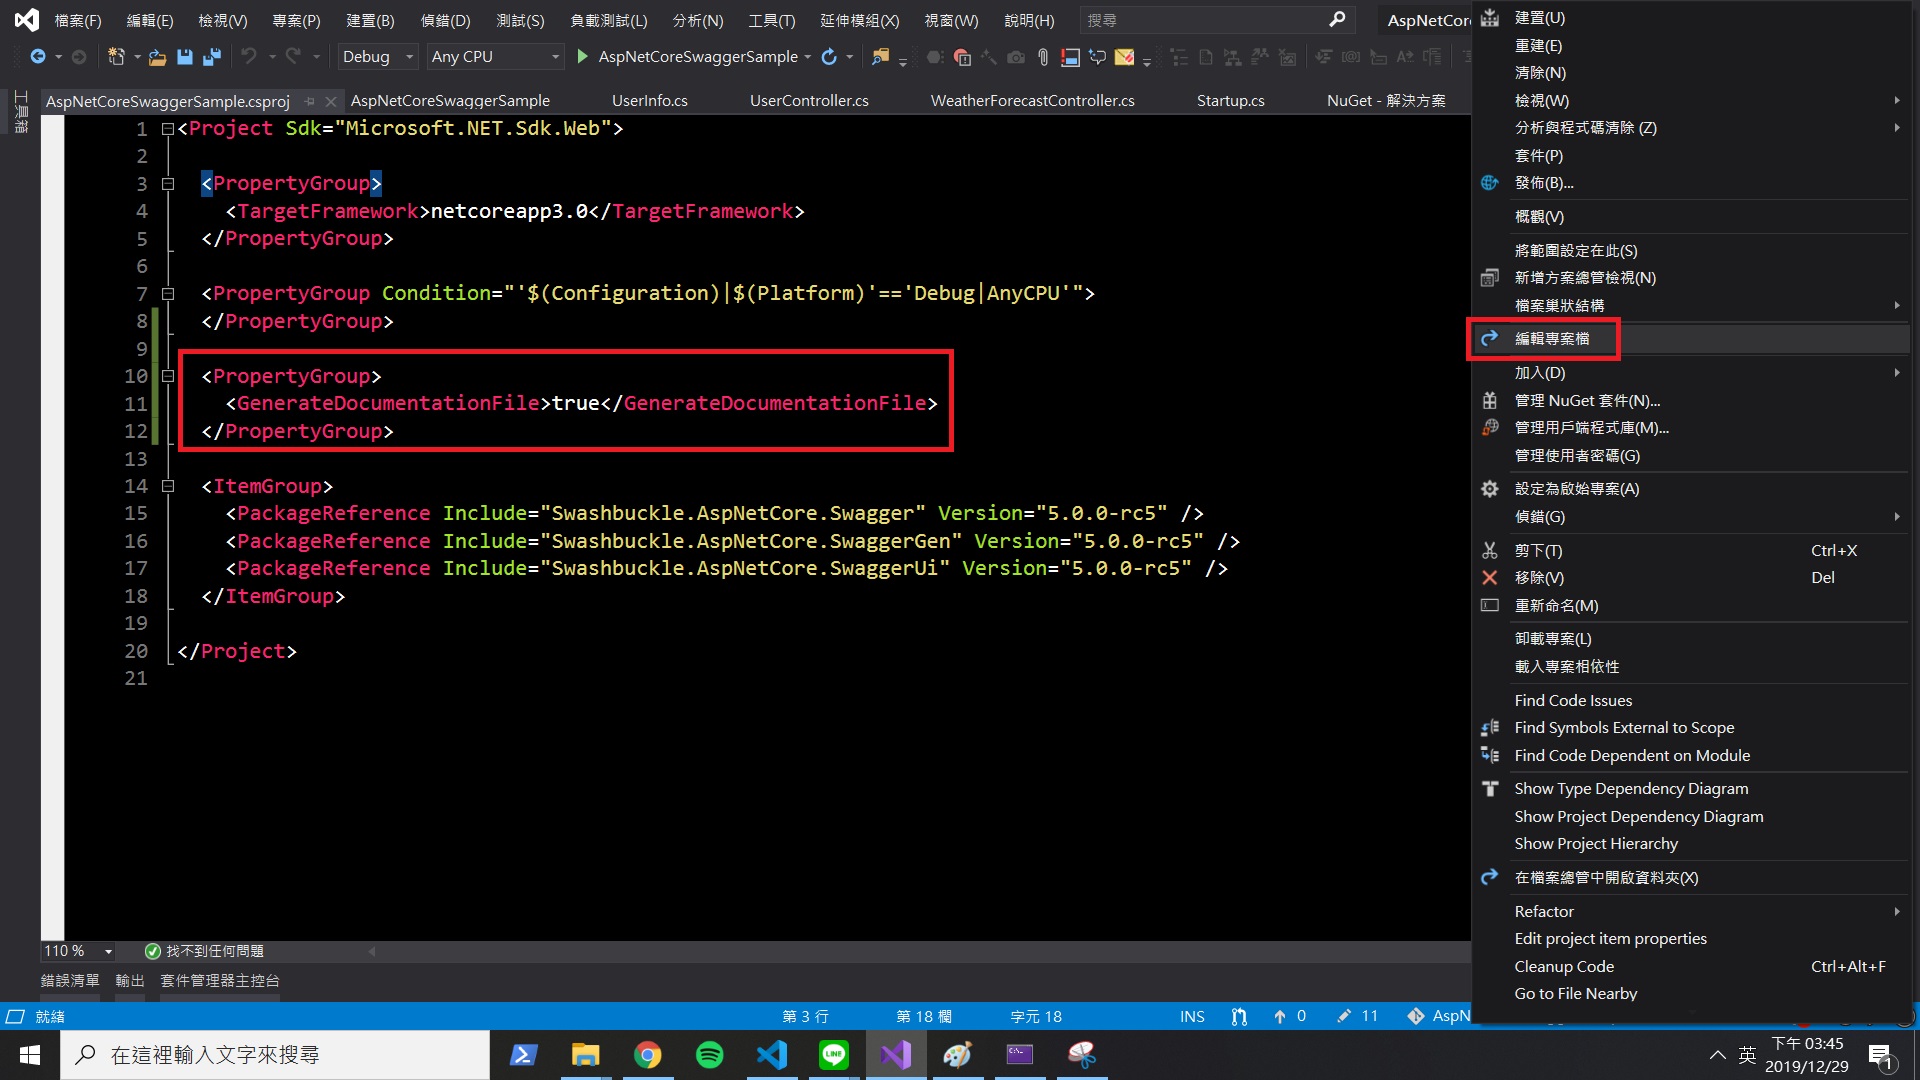 檔案(F) 編輯(E) 檢視(V) 專案(P) 建置(B) 偵錯(D) 測試(S) 負載測試(L) 分析(N) 工具(T) 延伸模組(X) 視窗(W) 說明(H) 搜尋 AspNetCor
Debug Any CPU AspNetCoreSwaggerSample
工具箱
AspNetCoreSwaggerSample.csproj AspNetCoreSwaggerSample UserInfo.cs UserController.cs WeatherForecastController.cs Startup.cs NuGet - 解決方案
1 <Project Sdk="Microsoft.NET.Sdk.Web">
2
3 <PropertyGroup>
4 <TargetFramework>netcoreapp3.0</TargetFramework>
5 </PropertyGroup>
6
7 <PropertyGroup Condition="'$(Configuration)|$(Platform)'=='Debug|AnyCPU'">
8 </PropertyGroup>
9
10 <PropertyGroup>
11 <GenerateDocumentationFile>true</GenerateDocumentationFile>
12 </PropertyGroup>
13
14 <ItemGroup>
15 <PackageReference Include="Swashbuckle.AspNetCore.Swagger" Version="5.0.0-rc5" />
16 <PackageReference Include="Swashbuckle.AspNetCore.SwaggerGen" Version="5.0.0-rc5" />
17 <PackageReference Include="Swashbuckle.AspNetCore.SwaggerUi" Version="5.0.0-rc5" />
18 </ItemGroup>
19
20 </Project>
21
110 % 找不到任何問題
錯誤清單 輸出 套件管理器主控台
就緒 第 3 行 第 18 欄 字元 18 INS 0 11 AspN
建置(U)
重建(E)
清除(N)
檢視(W)
分析與程式碼清除 (Z)
套件(P)
發佈(B)...
概觀(V)
將範圍設定在此(S)
新增方案總管檢視(N)
檔案巢狀結構
編輯專案檔
加入(D)
管理 NuGet 套件(N)...
管理用戶端程式庫(M)...
管理使用者密碼(G)
設定為啟始專案(A)
偵錯(G)
剪下(T) Ctrl+X
移除(V) Del
重新命名(M)
卸載專案(L)
載入專案相依性
Find Code Issues
Find Symbols External to Scope
Find Code Dependent on Module
Show Type Dependency Diagram
Show Project Dependency Diagram
Show Project Hierarchy
在檔案總管中開啟資料夾(X)
Refactor
Edit project item properties
Cleanup Code Ctrl+Alt+F
Go to File Nearby
在這裡輸入文字來搜尋
LINE
英
下午 03:45
2019/12/29
1